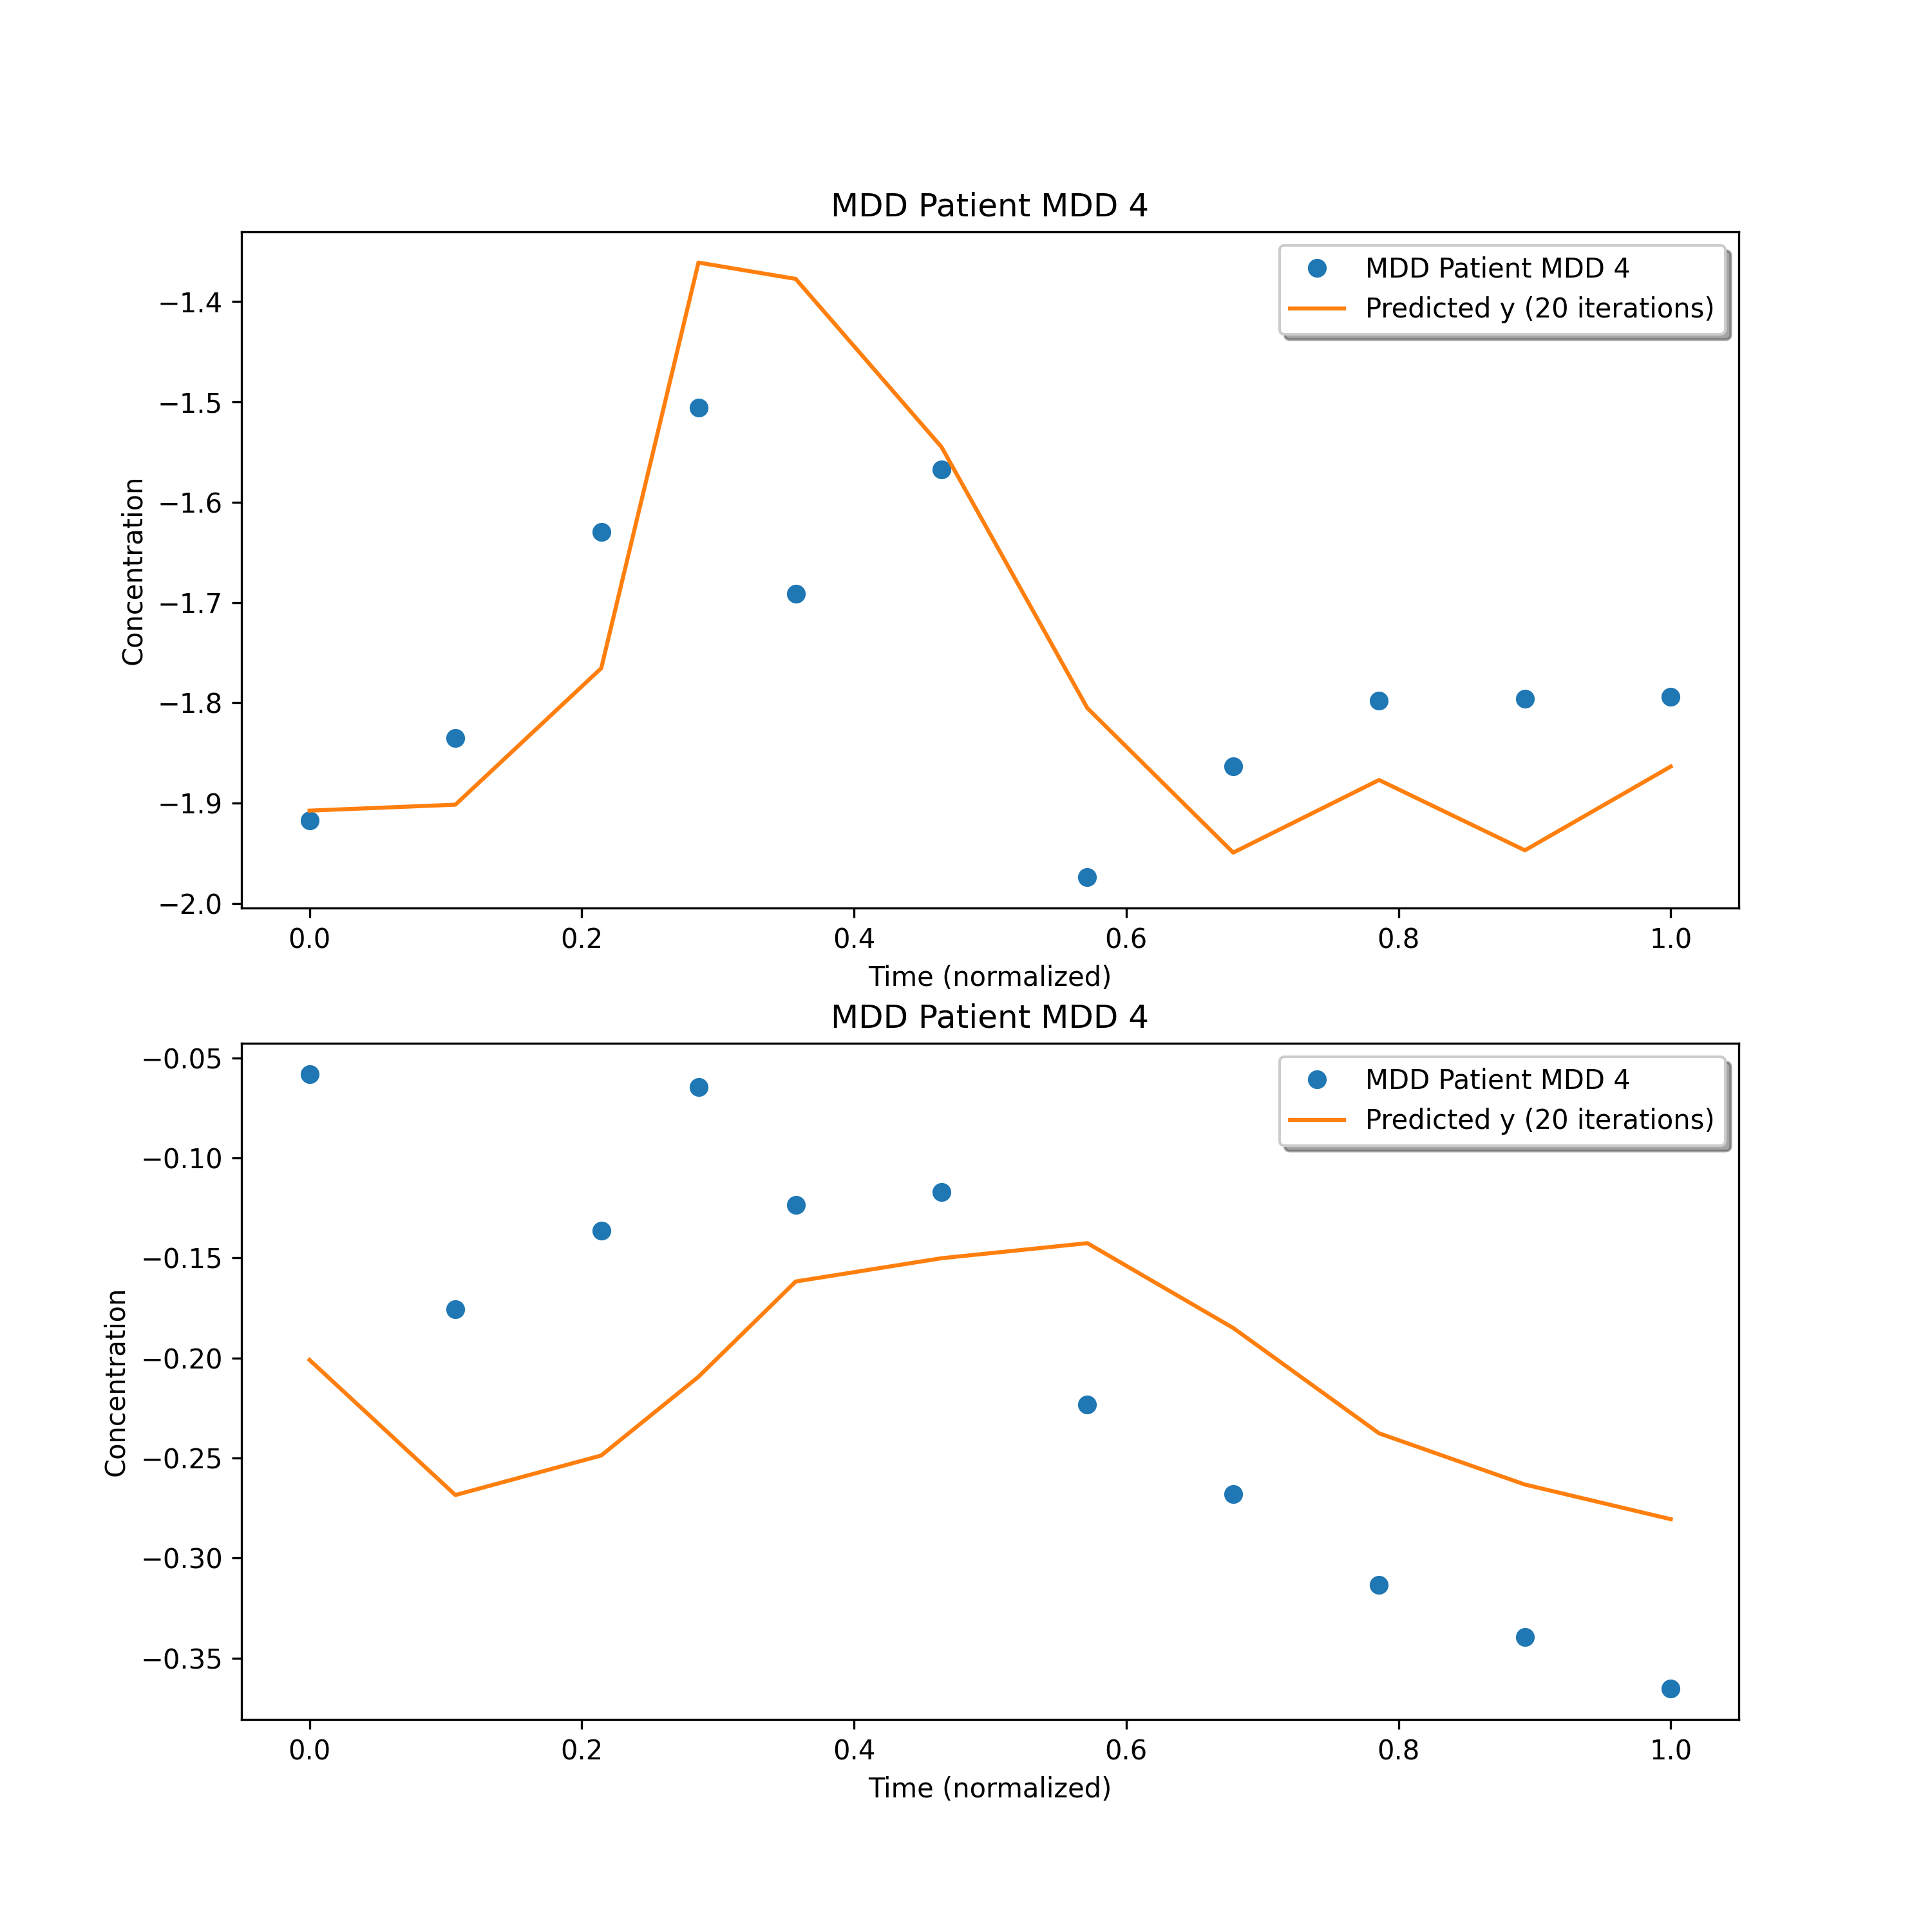 MDD Patient MDD 4
MDD Patient MDD 4
Predicted y (20 iterations)
−1.4
−1.5
−1.6
−1.7
−1.8
−1.9
−2.0
Concentration
0.0 0.2 0.4 0.6 0.8 1.0
Time (normalized)
MDD Patient MDD 4
MDD Patient MDD 4
Predicted y (20 iterations)
−0.05
−0.10
−0.15
−0.20
−0.25
−0.30
−0.35
Concentration
0.0 0.2 0.4 0.6 0.8 1.0
Time (normalized)